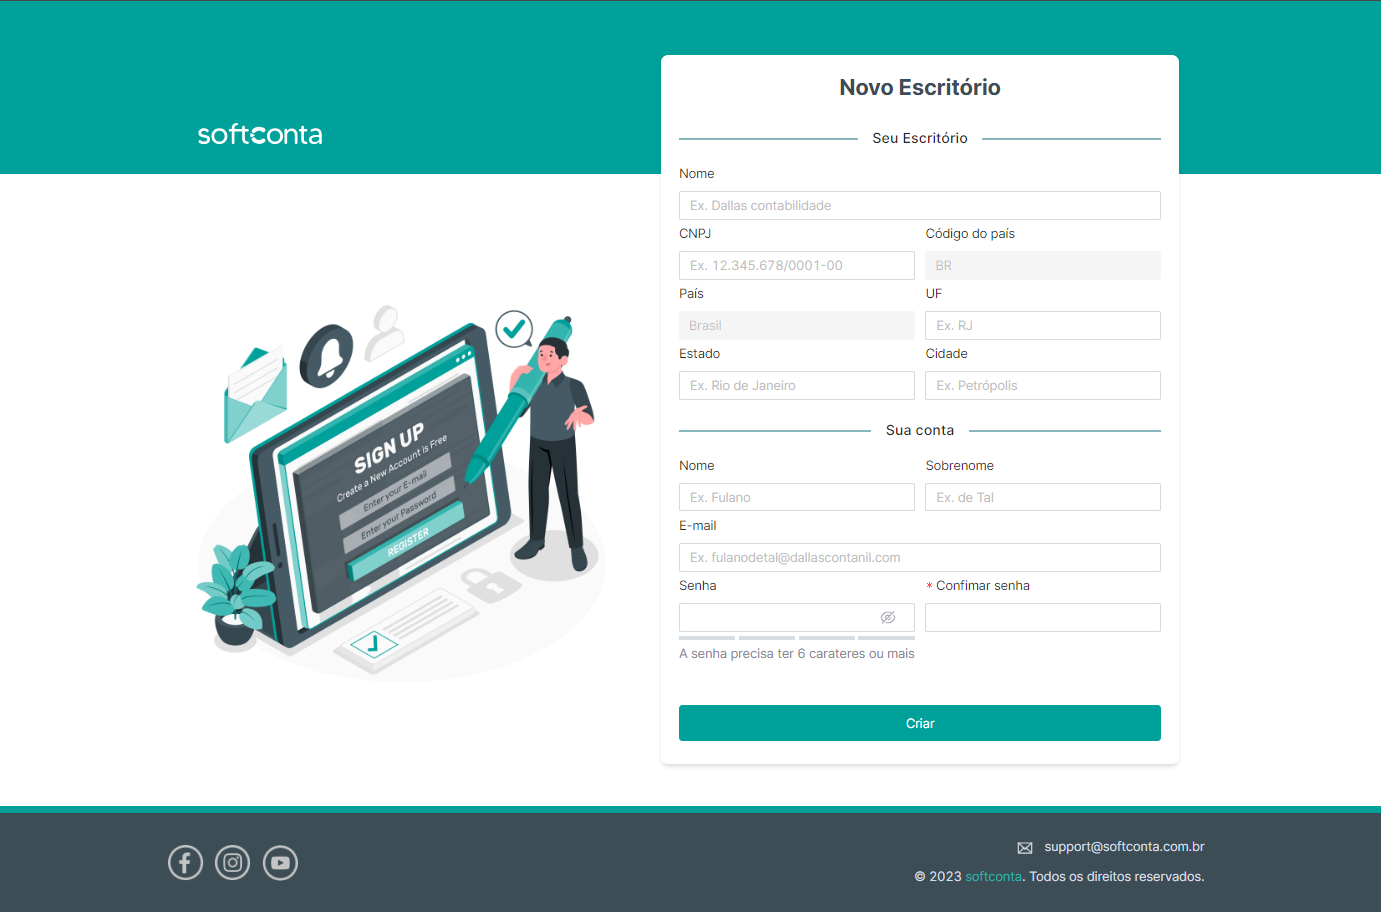 softconta
Novo Escritório
Seu Escritório
Nome
Ex. Dallas contabilidade
CNPJ
Código do país
Ex. 12.345.678/0001-00
BR
País
UF
Brasil
Ex. RJ
Estado
Cidade
Ex. Rio de Janeiro
Ex. Petrópolis
Sua conta
Nome
Sobrenome
Ex. Fulano
Ex. de Tal
E-mail
Ex. fulanodetal@dallascontanil.com
Senha
* Confimar senha
A senha precisa ter 6 carateres ou mais
Criar
SIGN UP
Create a New Account is Free
Enter your E-mail
Enter your Password
REGISTER
support@softconta.com.br
© 2023 softconta. Todos os direitos reservados.